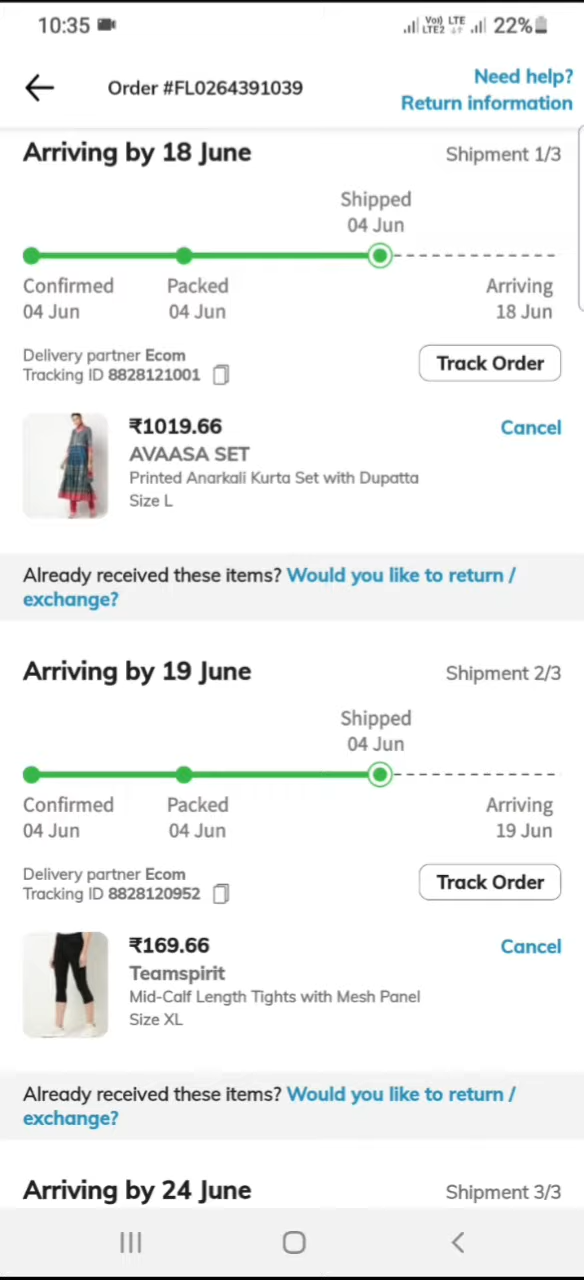 10:35
Vo) LTE
LTE2
22%
Need help?
Order #FL0264391039
Return information
Arriving by 18 June
Shipment 1/3
Shipped
04 Jun
Confirmed
Packed
Arriving
04 Jun
04 Jun
18 Jun
Delivery partner Ecom
Tracking ID 8828121001
Track Order
₹1019.66
Cancel
AVAASA SET
Printed Anarkali Kurta Set with Dupatta
Size L
Already received these items? Would you like to return /
exchange?
Arriving by 19 June
Shipment 2/3
Shipped
04 Jun
Confirmed
Packed
Arriving
04 Jun
04 Jun
19 Jun
Delivery partner Ecom
Tracking ID 8828120952
Track Order
₹169.66
Cancel
Teamspirit
Mid-Calf Length Tights with Mesh Panel
Size XL
Already received these items? Would you like to return /
exchange?
Arriving by 24 June
Shipment 3/3